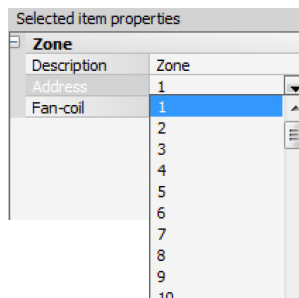 Selected item properties
Zone
Description Zone
Address 1
Fan-coil 1
2
3
4
5
6
7
8
9
10